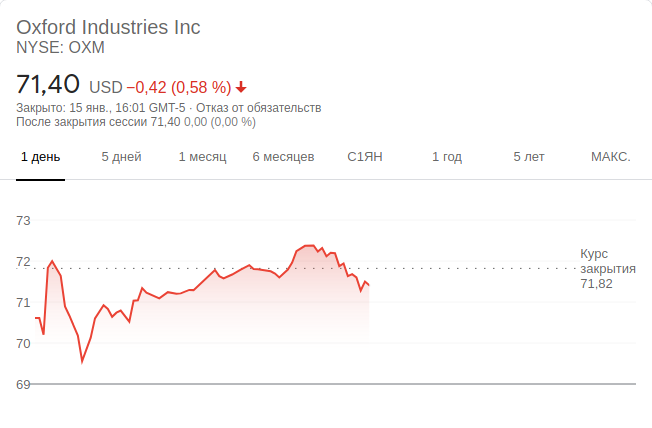 Oxford Industries Inc
NYSE: OXM
71,40 USD −0,42 (0,58 %)
Закрыто: 15 янв., 16:01 GMT-5 · Отказ от обязательств
После закрытия сессии 71,40 0,00 (0,00 %)
1 день 5 дней 1 месяц 6 месяцев С1ЯН 1 год 5 лет МАКС.
73
72
71
70
69
Курс
закрытия
71,82